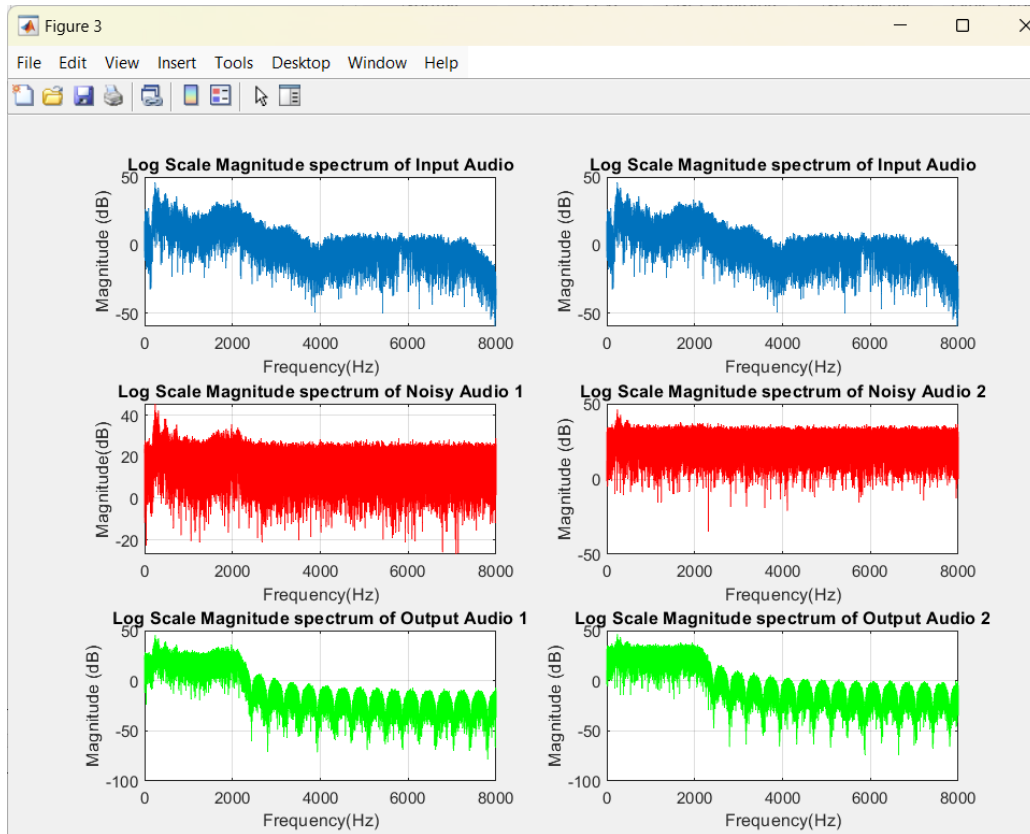 Figure 3
File Edit View Insert Tools Desktop Window Help
Log Scale Magnitude spectrum of Input Audio
Magnitude (dB)
50
0
-50
0 2000 4000 6000 8000
Frequency(Hz)
Log Scale Magnitude spectrum of Input Audio
Magnitude (dB)
50
0
-50
0 2000 4000 6000 8000
Frequency(Hz)
Log Scale Magnitude spectrum of Noisy Audio 1
Magnitude(dB)
40
20
0
-20
0 2000 4000 6000 8000
Frequency(Hz)
Log Scale Magnitude spectrum of Noisy Audio 2
Magnitude (dB)
50
0
-50
0 2000 4000 6000 8000
Frequency(Hz)
Log Scale Magnitude spectrum of Output Audio 1
Magnitude (dB)
50
0
-50
-100
0 2000 4000 6000 8000
Frequency(Hz)
Log Scale Magnitude spectrum of Output Audio 2
Magnitude (dB)
50
0
-50
-100
0 2000 4000 6000 8000
Frequency(Hz)